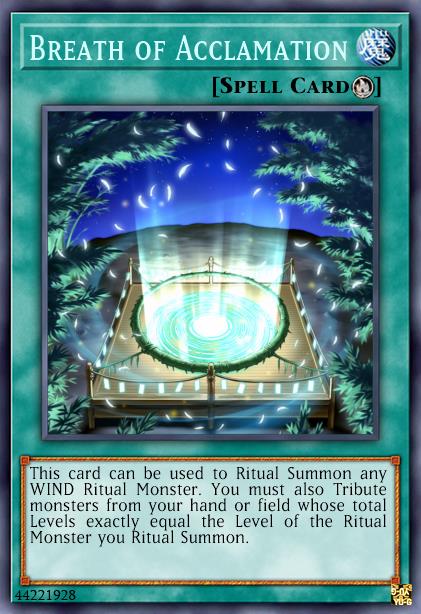 Breath of Acclamation
[Spell Card]
This card can be used to Ritual Summon any
WIND Ritual Monster. You must also Tribute
monsters from your hand or field whose total
Levels exactly equal the Level of the Ritual
Monster you Ritual Summon.
44221928